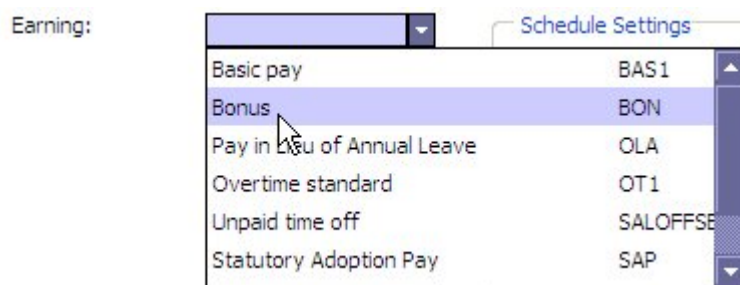 Earning: Schedule Settings
Basic pay BAS1
Bonus BON
Pay in Lieu of Annual Leave OLA
Overtime standard OT1
Unpaid time off SALOFFSE
Statutory Adoption Pay SAP